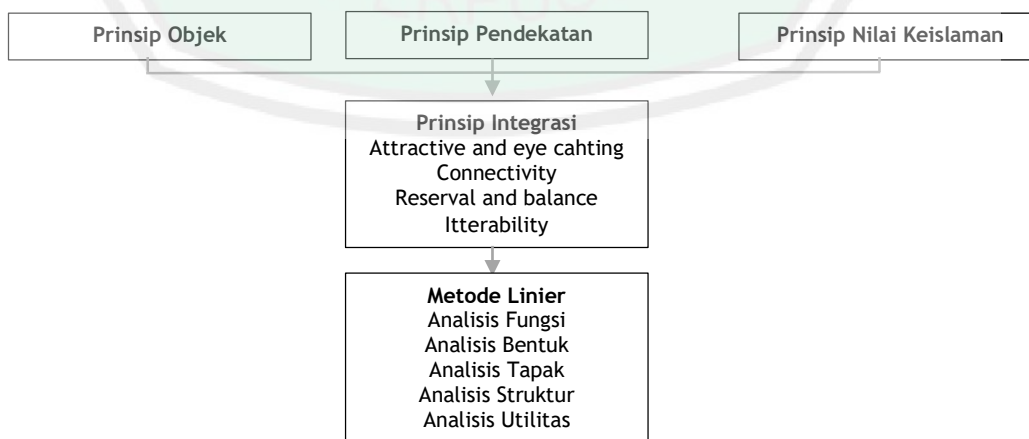 Prinsip Objek
Prinsip Pendekatan
Prinsip Nilai Keislaman
Prinsip Integrasi
Attractive and eye cahting
Connectivity
Reserval and balance
Itterability
Metode Linier
Analisis Fungsi
Analisis Bentuk
Analisis Tapak
Analisis Struktur
Analisis Utilitas